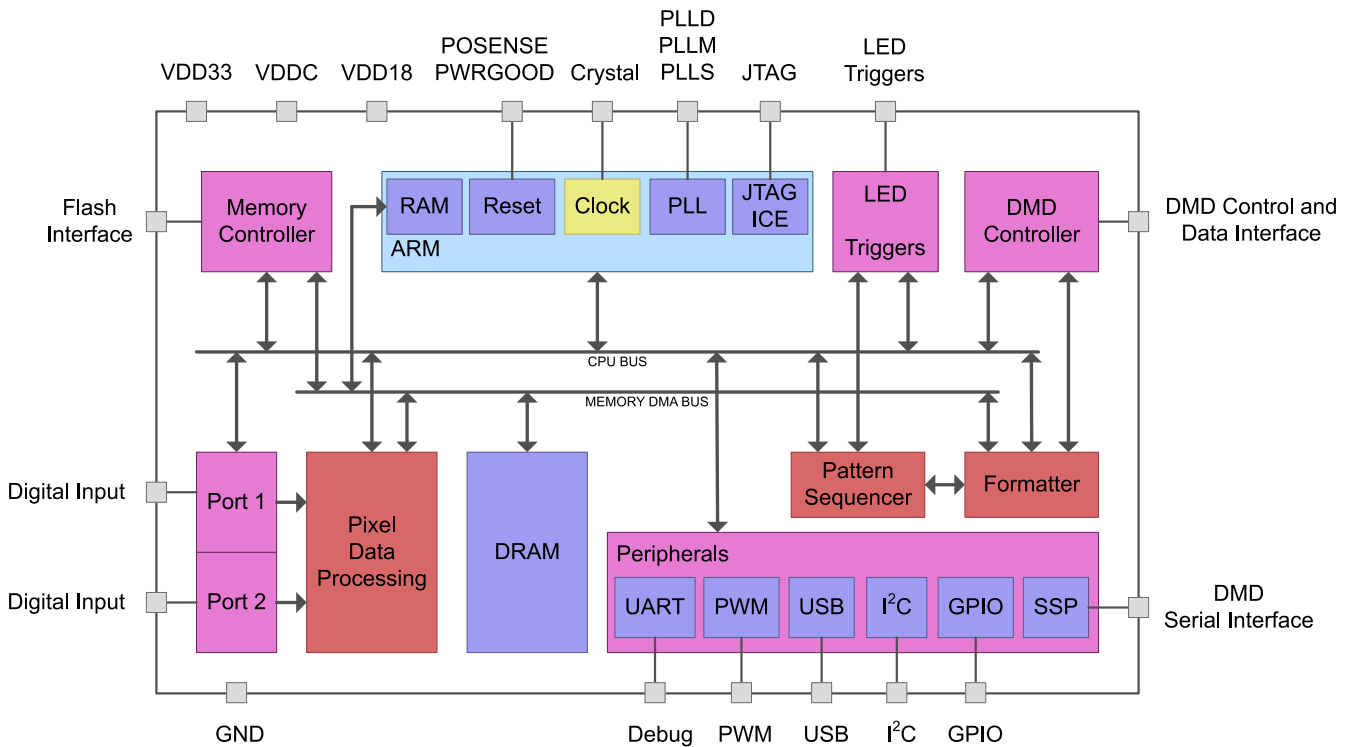 PLLD
POSENSE
PLLM
LED
VDD33
VDDC
VDD18
PWRGOOD
Crystal
PLLS
JTAG
Triggers
Flash
Interface
Memory
Controller
RAM
Reset
Clock
PLL
JTAG
ICE
ARM
LED
Triggers
DMD
Controller
DMD Control and
Data Interface
CPU BUS
MEMORY DMA BUS
Digital Input
Port 1
Digital Input
Port 2
Pixel
Data
Processing
DRAM
Pattern
Sequencer
Formatter
Peripherals
UART
PWM
USB
I²C
GPIO
SSP
DMD
Serial Interface
GND
Debug
PWM
USB
I²C
GPIO